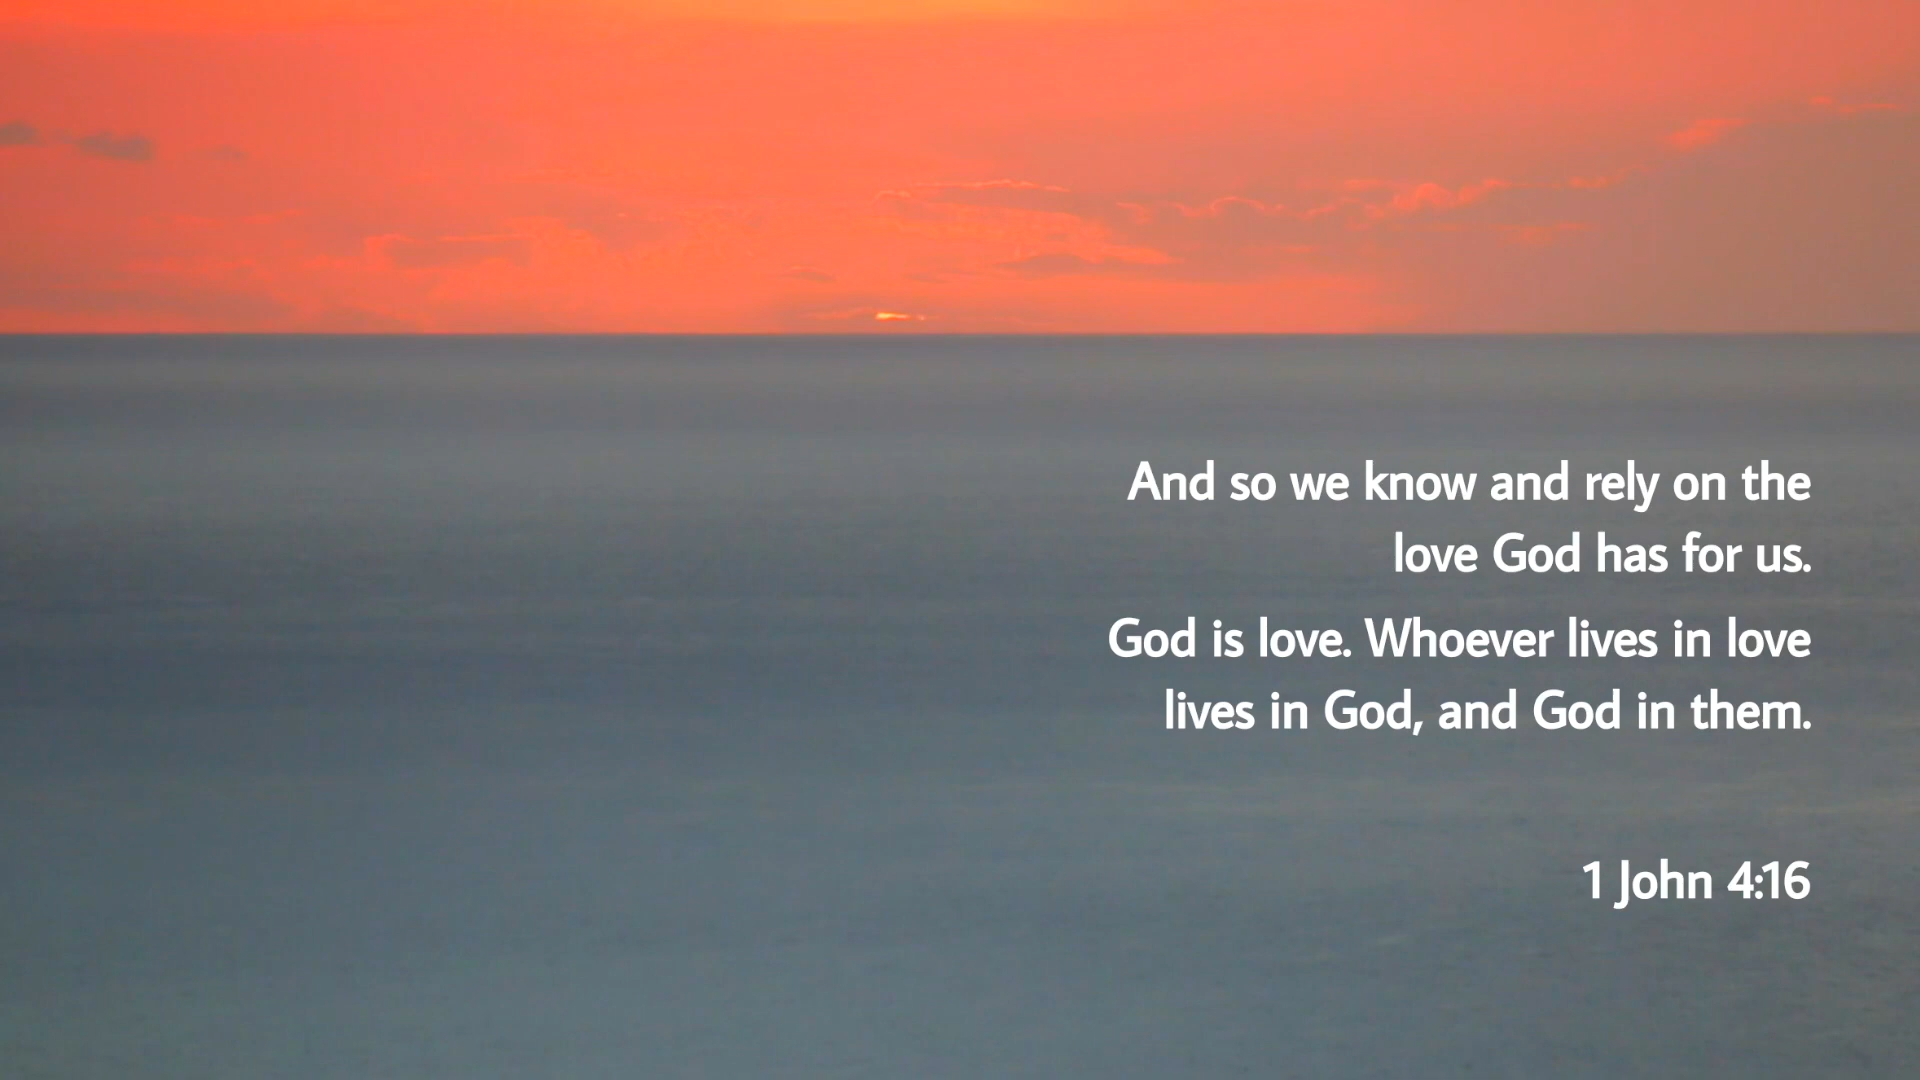 And so we know and rely on the
love God has for us.
God is love. Whoever lives in love
lives in God, and God in them.
1 John 4:16